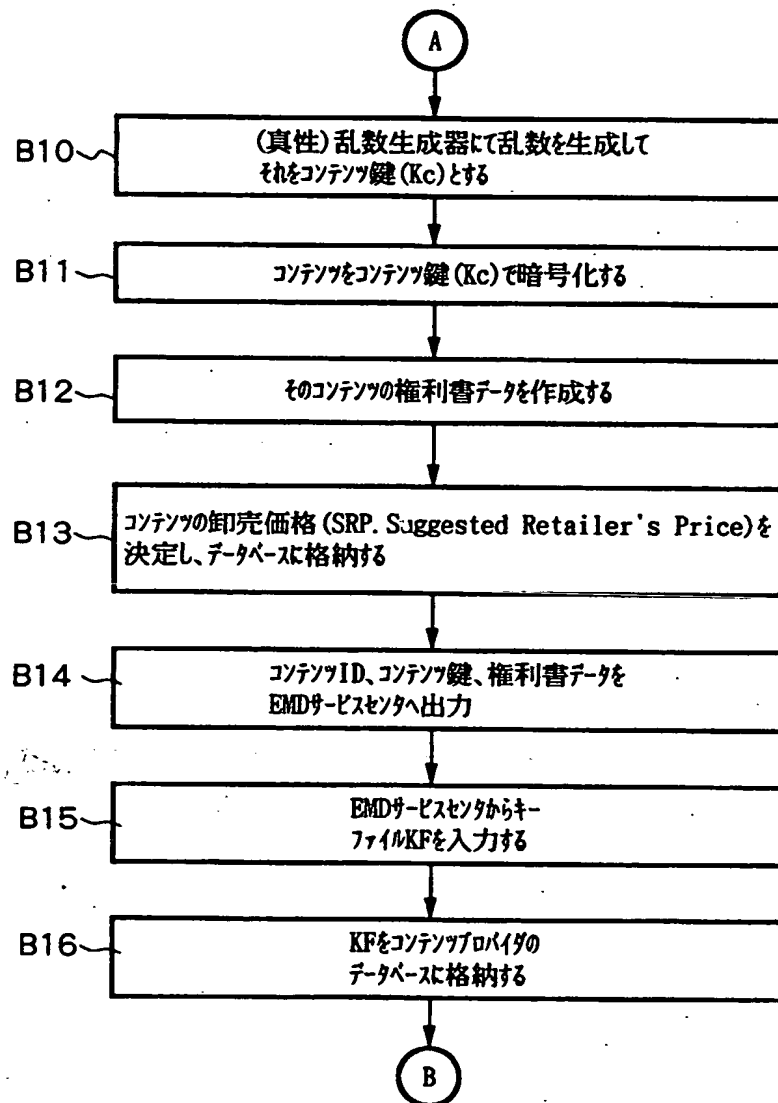 A
B10
(真性)乱数生成器にて乱数を生成して
それをコンテンツ鍵(Kc)とする
B11
コンテンツをコンテンツ鍵(Kc)で暗号化する
B12
そのコンテンツの権利書データを作成する
B13
コンテンツの卸売価格(SRP.Suggested Retailer's Price)を
決定し、データベースに格納する
B14
コンテンツID、コンテンツ鍵、権利書データを
EMDサービスセンタへ出力
B15
EMDサービスセンタからキー
ファイルKFを入力する
B16
KFをコンテンツプロバイダの
データベースに格納する
B